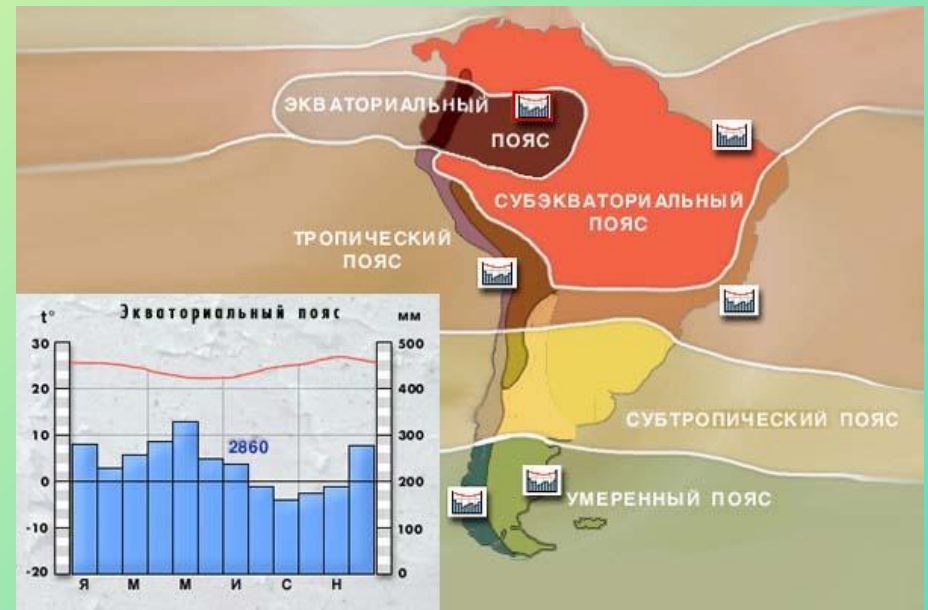 ЭКВАТОРИАЛЬНЫЙ
ПОЯС
СУБЭКВАТОРИАЛЬНЫЙ
ПОЯС
ТРОПИЧЕСКИЙ
ПОЯС
СУБТРОПИЧЕСКИЙ ПОЯС
УМЕРЕННЫЙ ПОЯС
t° Экваториальный пояс мм
30 500
20 400
10 300
2860
0 200
-10 100
-20 0
Я М М И С Н